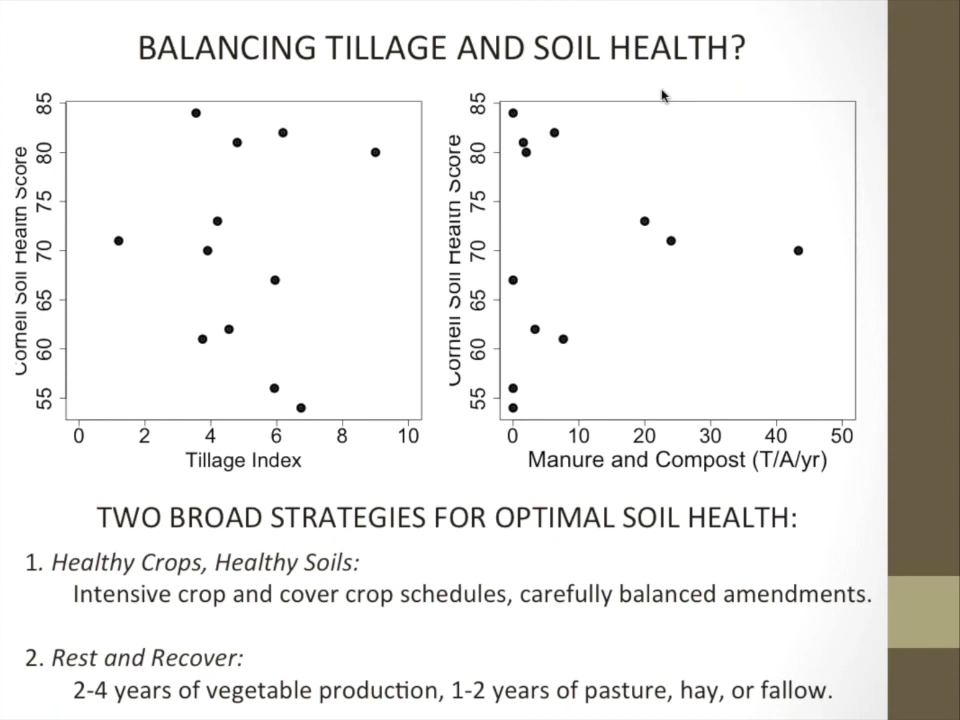 BALANCING TILLAGE AND SOIL HEALTH?
Cornell Soil Health Score
85
80
75
70
65
60
55
0 2 4 6 8 10
Tillage Index
Cornell Soil Health Score
85
80
75
70
65
60
55
0 10 20 30 40 50
Manure and Compost (T/A/yr)
TWO BROAD STRATEGIES FOR OPTIMAL SOIL HEALTH:
1. Healthy Crops, Healthy Soils:
Intensive crop and cover crop schedules, carefully balanced amendments.
2. Rest and Recover:
2-4 years of vegetable production, 1-2 years of pasture, hay, or fallow.